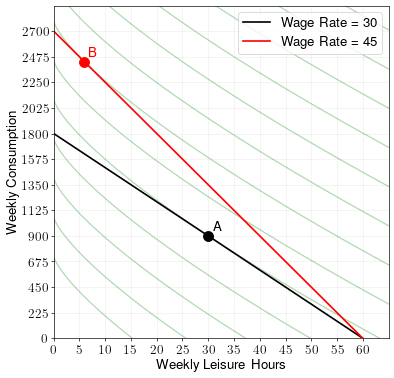 Wage Rate = 30
Wage Rate = 45
B
A
Weekly Consumption
2700
2475
2250
2025
1800
1575
1350
1125
900
675
450
225
0
0 5 10 15 20 25 30 35 40 45 50 55 60
Weekly Leisure Hours